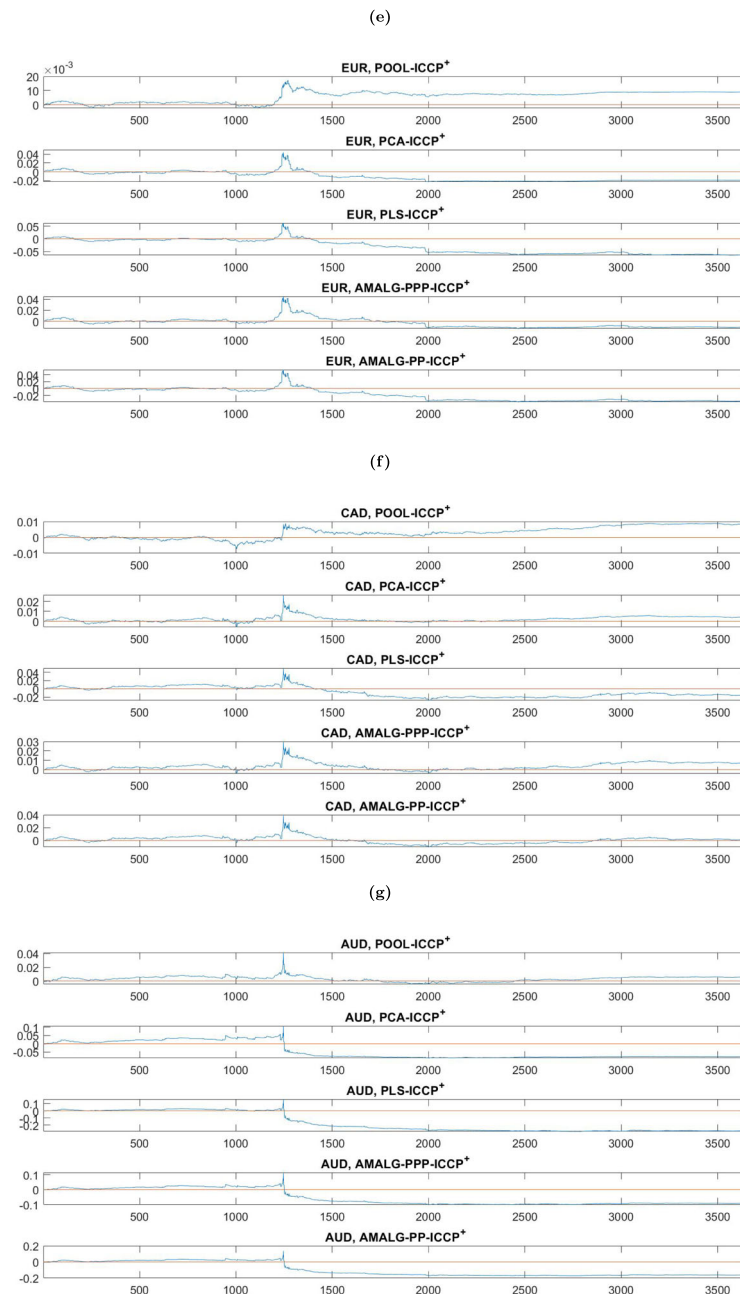 (e)
×10-3
EUR, POOL-ICCP+
20
10
0
500 1000 1500 2000 2500 3000 3500
EUR, PCA-ICCP+
0.04
0.02
0
-0.02
500 1000 1500 2000 2500 3000 3500
EUR, PLS-ICCP+
0.05
0
-0.05
500 1000 1500 2000 2500 3000 3500
EUR, AMALG-PPP-ICCP+
0.04
0.02
0
500 1000 1500 2000 2500 3000 3500
EUR, AMALG-PP-ICCP+
0.04
0.02
0
-0.02
500 1000 1500 2000 2500 3000 3500
(f)
CAD, POOL-ICCP+
0.01
0
-0.01
500 1000 1500 2000 2500 3000 3500
CAD, PCA-ICCP+
0.02
0.01
0
500 1000 1500 2000 2500 3000 3500
CAD, PLS-ICCP+
0.04
0.02
0
-0.02
500 1000 1500 2000 2500 3000 3500
CAD, AMALG-PPP-ICCP+
0.03
0.02
0.01
0
500 1000 1500 2000 2500 3000 3500
CAD, AMALG-PP-ICCP+
0.04
0.02
0
500 1000 1500 2000 2500 3000 3500
(g)
AUD, POOL-ICCP+
0.04
0.02
0
500 1000 1500 2000 2500 3000 3500
AUD, PCA-ICCP+
0.1
0.05
0
-0.05
500 1000 1500 2000 2500 3000 3500
AUD, PLS-ICCP+
0.1
0
-0.1
-0.2
500 1000 1500 2000 2500 3000 3500
AUD, AMALG-PPP-ICCP+
0.1
0
-0.1
500 1000 1500 2000 2500 3000 3500
AUD, AMALG-PP-ICCP+
0.2
0
-0.2